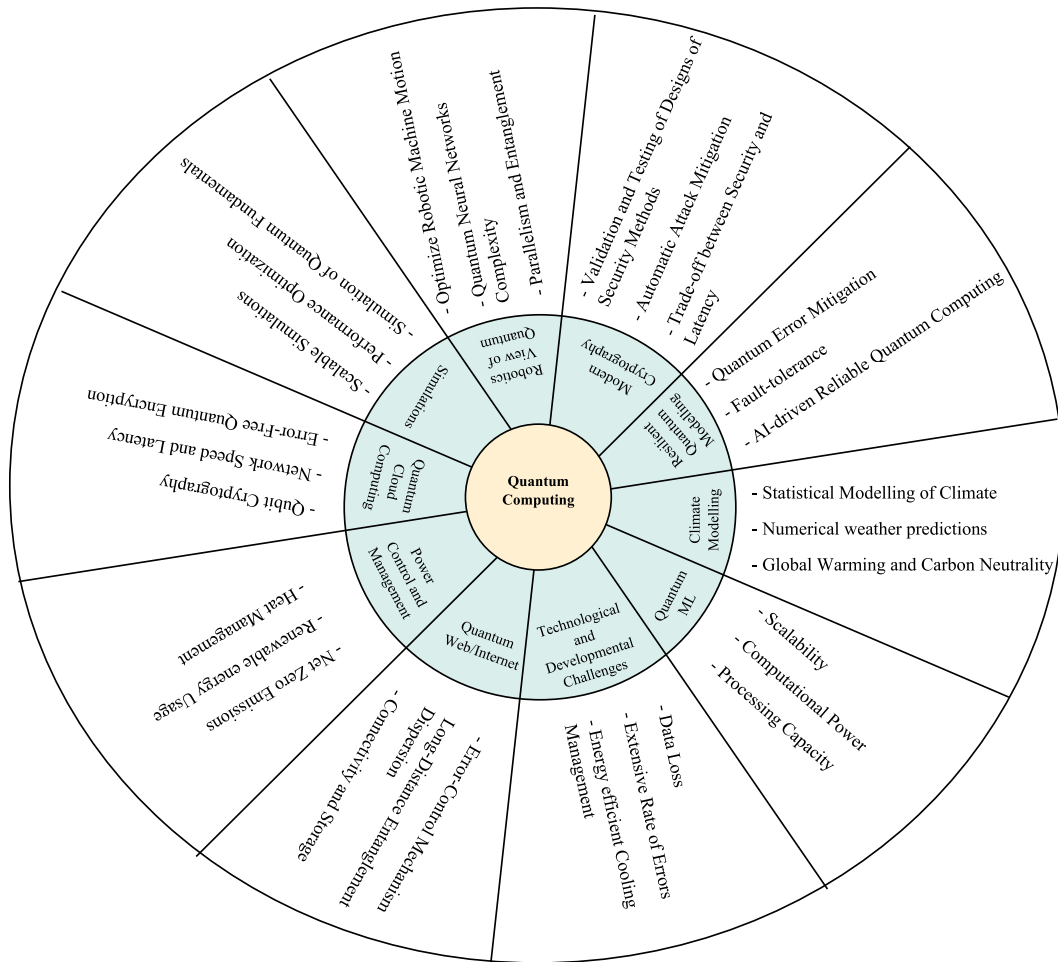 Quantum
Computing
Quantum
View of
Robotics
- Optimize Robotic Machine Motion
- Quantum Neural Networks
Complexity
- Parallelism and Entanglement
Modern
Cryptography
- Validation and Testing of Designs of
Security Methods
- Automatic Attack Mitigation
- Trade-off between Security and
Latency
Resilient
Quantum
Modelling
- Quantum Error Mitigation
- Fault-tolerance
- AI-driven Reliable Quantum Computing
Climate
Modelling
- Statistical Modelling of Climate
- Numerical weather predictions
- Global Warming and Carbon Neutrality
Quantum
ML
- Scalability
- Computational Power
- Processing Capacity
Technological
and
Developmental
Challenges
- Data Loss
- Extensive Rate of Errors
- Energy efficient Cooling
Management
Quantum
Web/Internet
- Error-Control Mechanism
Long-Distance Entanglement
Dispersion
- Connectivity and Storage
Power
Control and
Management
- Net Zero Emissions
- Renewable energy Usage
- Heat Management
Quantum
Cloud
Computing
- Error-Free Quantum Encryption
- Network Speed and Latency
- Qubit Cryptography
Simulations
- Simulation of Quantum Fundamentals
- Performance Optimization
- Scalable Simulations